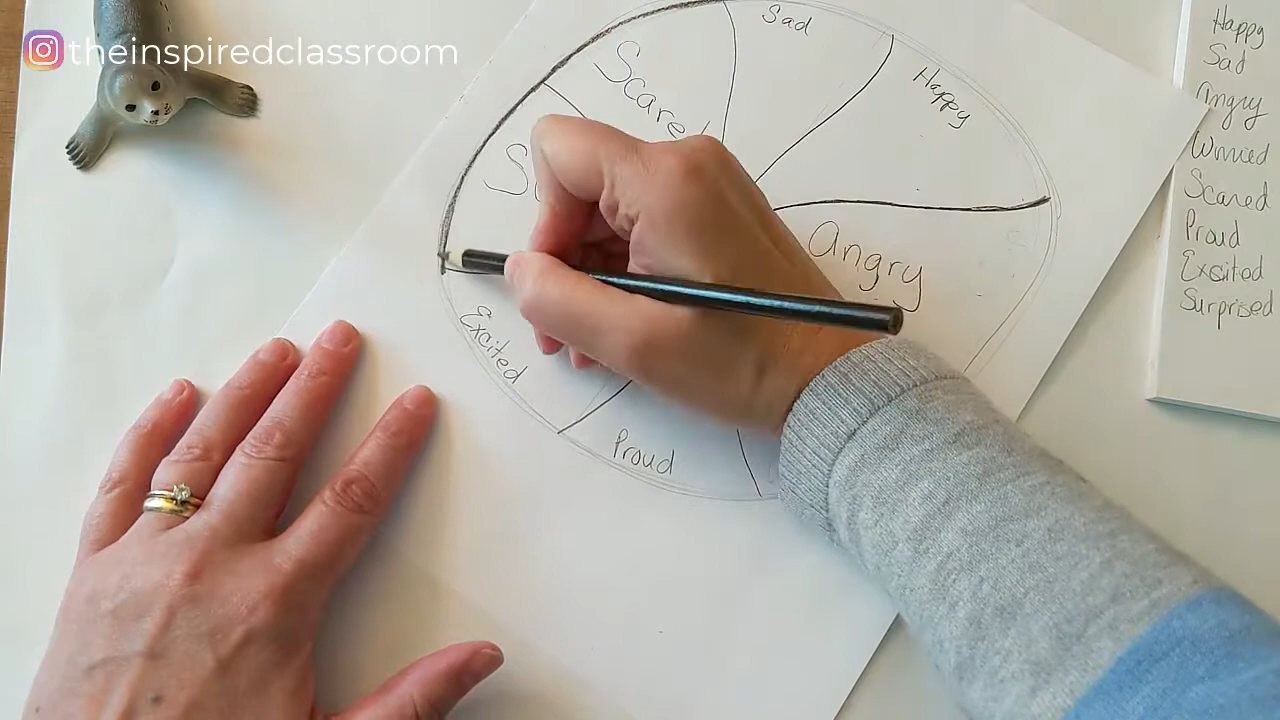 theinspiredclassroom
Sad
Happy
Scared
Angry
Excited
Proud
Happy
Sad
Angry
Worried
Scared
Proud
Excited
Surprised